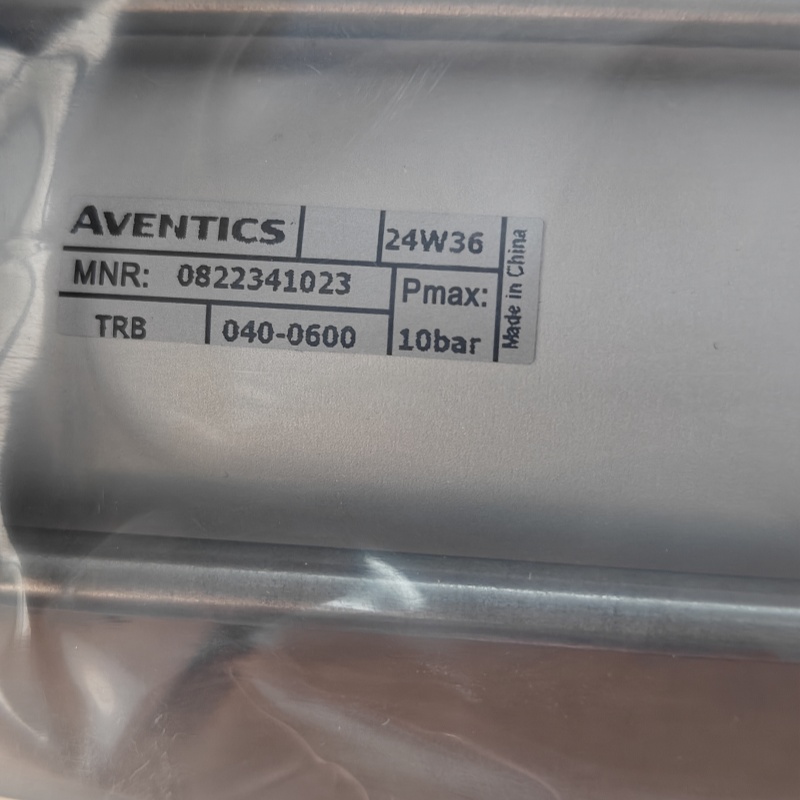 AVENTICS 24W36
MNR: 0822341023
Pmax:
TRB 040-0600
10bar
Made in China